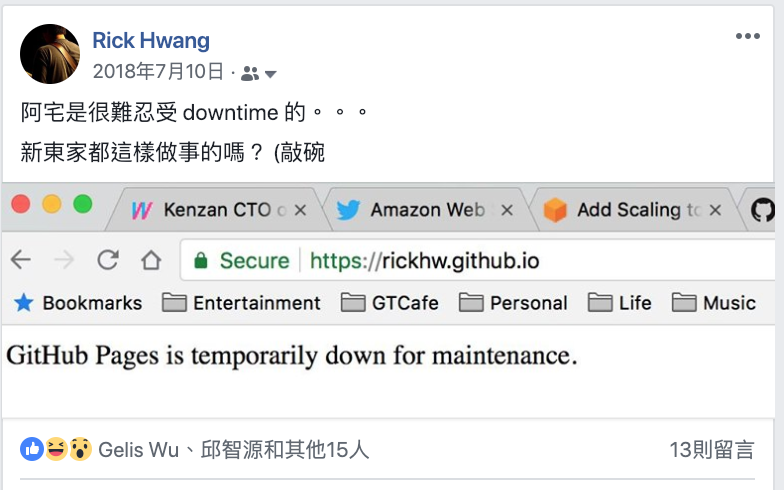 Rick Hwang
2018年7月10日 ·
阿宅是很難忍受 downtime 的。。。
新東家都這樣做事的嗎？ (敲碗
Kenzan CTO o
Amazon Web
Add Scaling to
Secure
https://rickhw.github.io
Bookmarks
Entertainment
GTCafe
Personal
Life
Music
GitHub Pages is temporarily down for maintenance.
Gelis Wu、邱智源和其他15人
13則留言